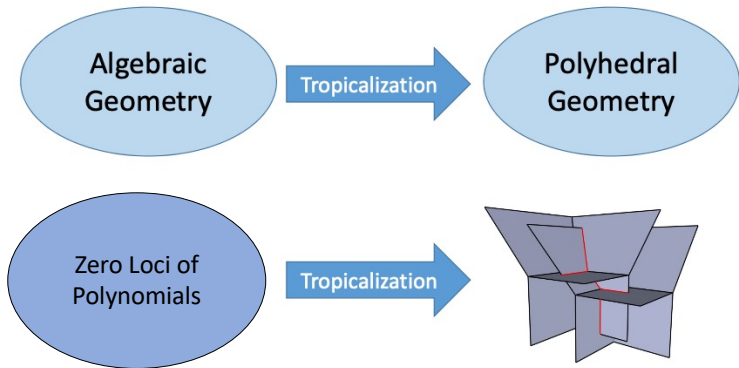 Algebraic
Geometry
Tropicalization
Polyhedral
Geometry
Zero Loci of
Polynomials
Tropicalization